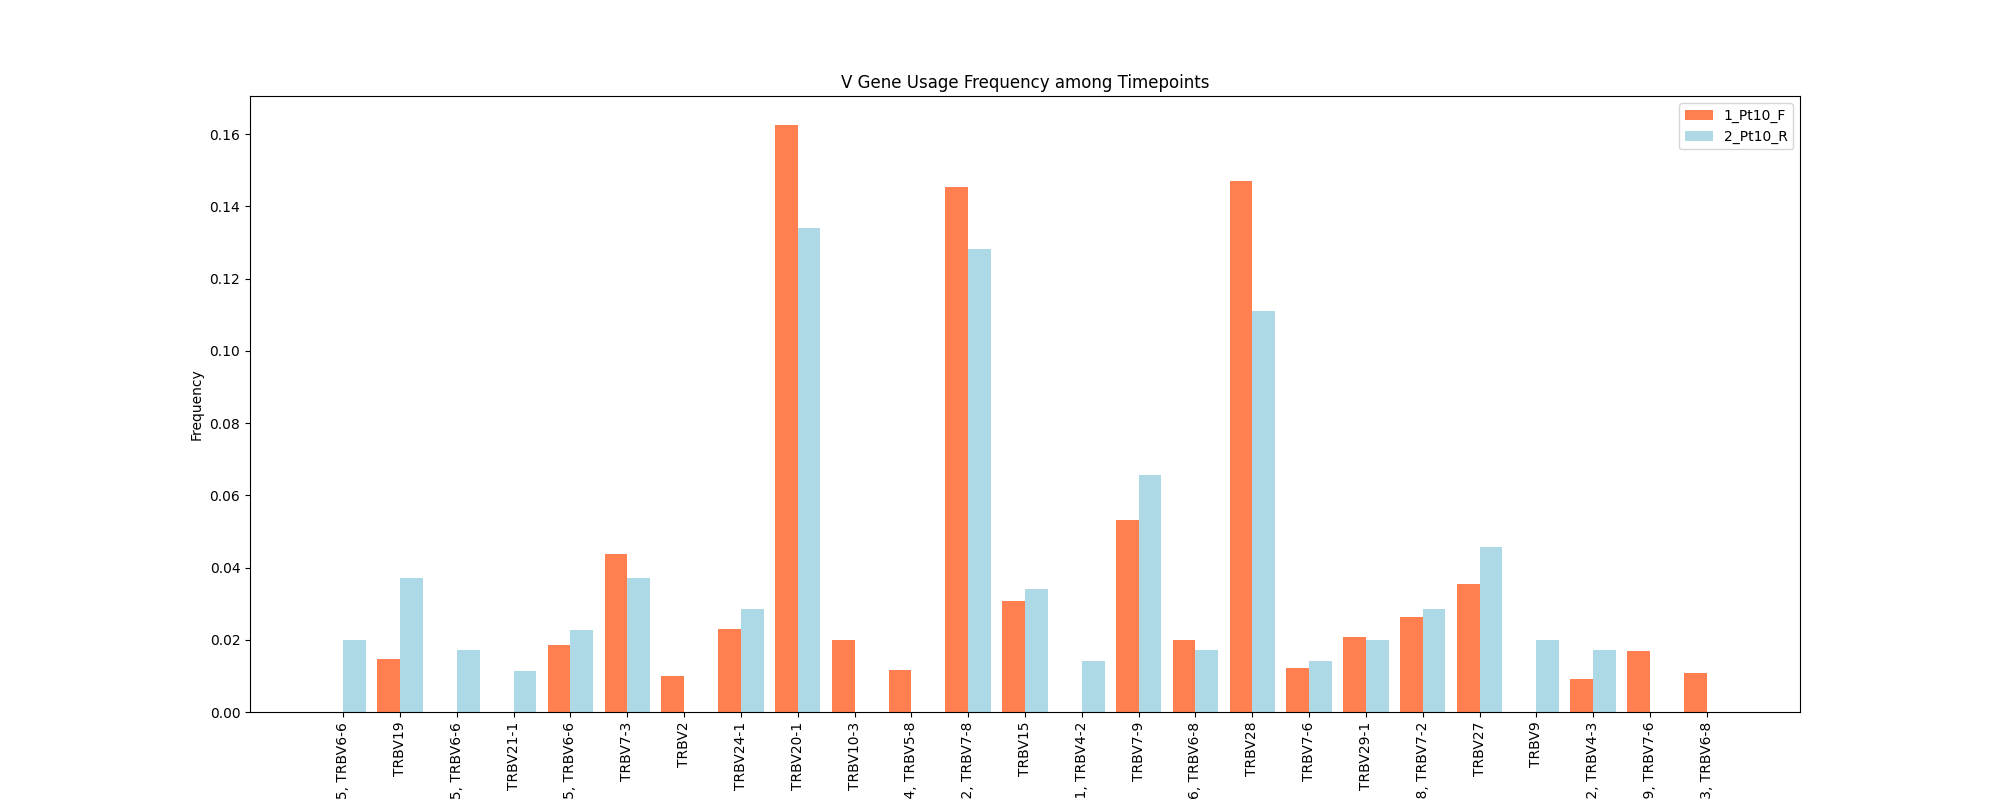 V Gene Usage Frequency among Timepoints
1_Pt10_F
2_Pt10_R
Frequency
0.16
0.14
0.12
0.10
0.08
0.06
0.04
0.02
0.00
5, TRBV6-6
TRBV19
5, TRBV6-6
TRBV21-1
5, TRBV6-6
TRBV7-3
TRBV2
TRBV24-1
TRBV20-1
TRBV10-3
4, TRBV5-8
2, TRBV7-8
TRBV15
1, TRBV4-2
TRBV7-9
6, TRBV6-8
TRBV28
TRBV7-6
TRBV29-1
8, TRBV7-2
TRBV27
TRBV9
2, TRBV4-3
9, TRBV7-6
3, TRBV6-8